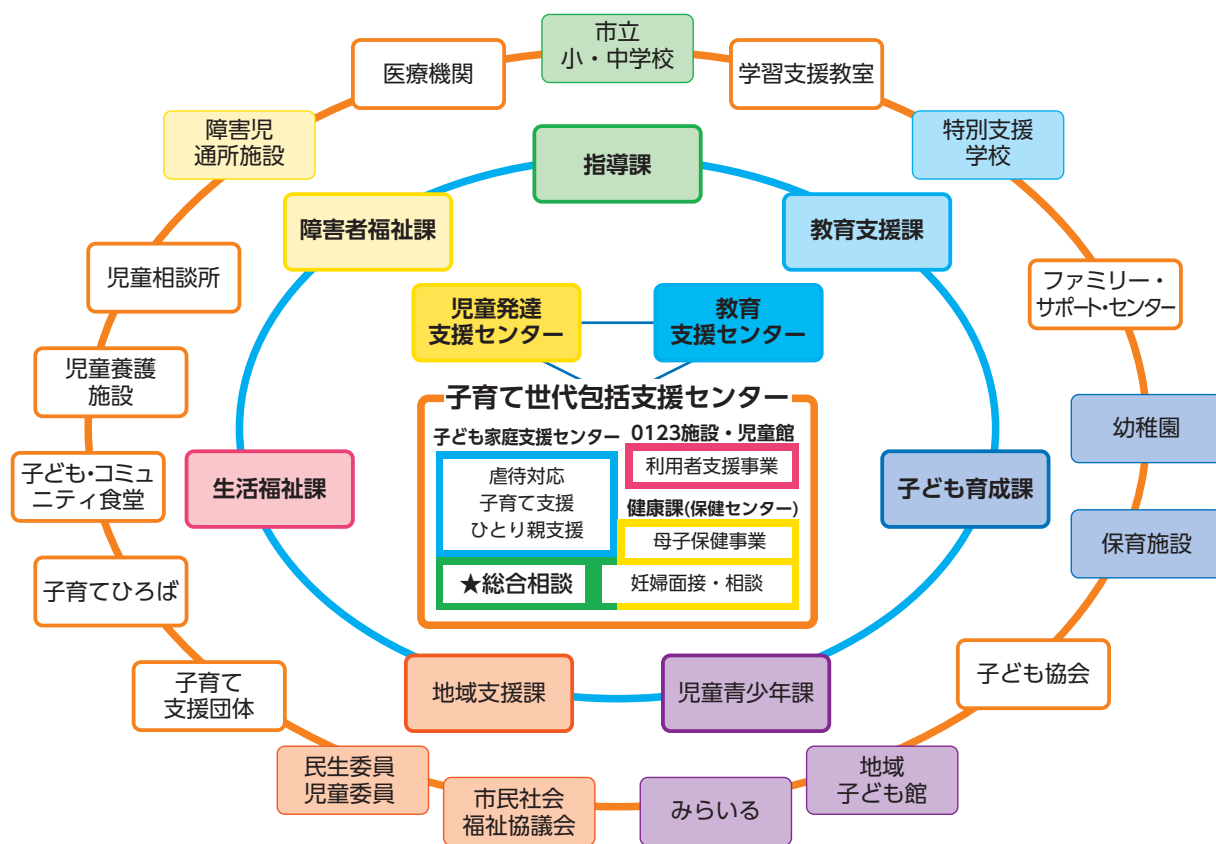 市立
小・中学校
医療機関
学習支援教室
障害児
通所施設
特別支援
学校
指導課
障害者福祉課
教育支援課
児童相談所
ファミリー・
サポート・センター
児童発達
支援センター
教育
支援センター
児童養護
施設
子育て世代包括支援センター
幼稚園
子ども家庭支援センター
0123施設・児童館
虐待対応
子育て支援
ひとり親支援
利用者支援事業
健康課(保健センター)
母子保健事業
★総合相談
妊婦面接・相談
子ども・コミュ
ニティ食堂
生活福祉課
子ども育成課
保育施設
子育てひろば
子育て
支援団体
地域支援課
児童青少年課
子ども協会
民生委員
児童委員
市民社会
福祉協議会
みらいる
地域
子ども館